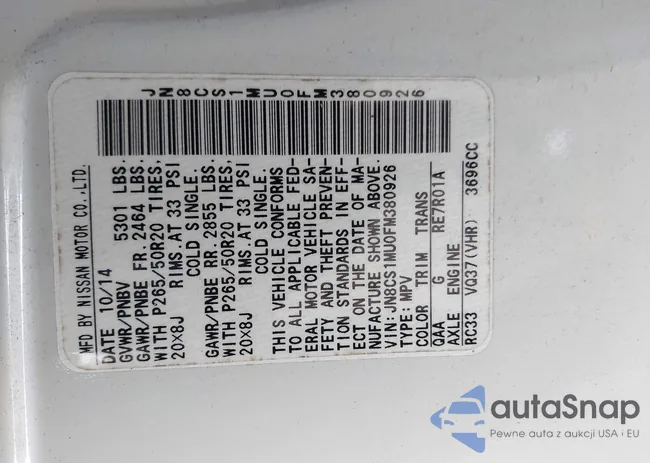 JN8CS1MU0FM380926
MFD BY NISSAN MOTOR CO.,LTD.
DATE 10/14
GVWR/PNBV 5301 LBS.
GAWR/PNBE FR. 2464 LBS.
WITH P265/50R20 TIRES,
20X8J RIMS AT 33 PSI
COLD SINGLE.
GAWR/PNBE RR. 2855 LBS.
WITH P265/50R20 TIRES,
20X8J RIMS AT 33 PSI
COLD SINGLE.
THIS VEHICLE CONFORMS
TO ALL APPLICABLE FED-
ERAL MOTOR VEHICLE SA-
FETY AND THEFT PREVEN-
TION STANDARDS IN EFF-
ECT ON THE DATE OF MA-
NUFACTURE SHOWN ABOVE.
VIN:JN8CS1MU0FM380926
TYPE: MPV
COLOR TRIM TRANS
QAA G RE7R01A
AXLE ENGINE
RC33 VQ37(VHR) 3696CC
autaSnap
Pewne auta z aukcji USA i EU